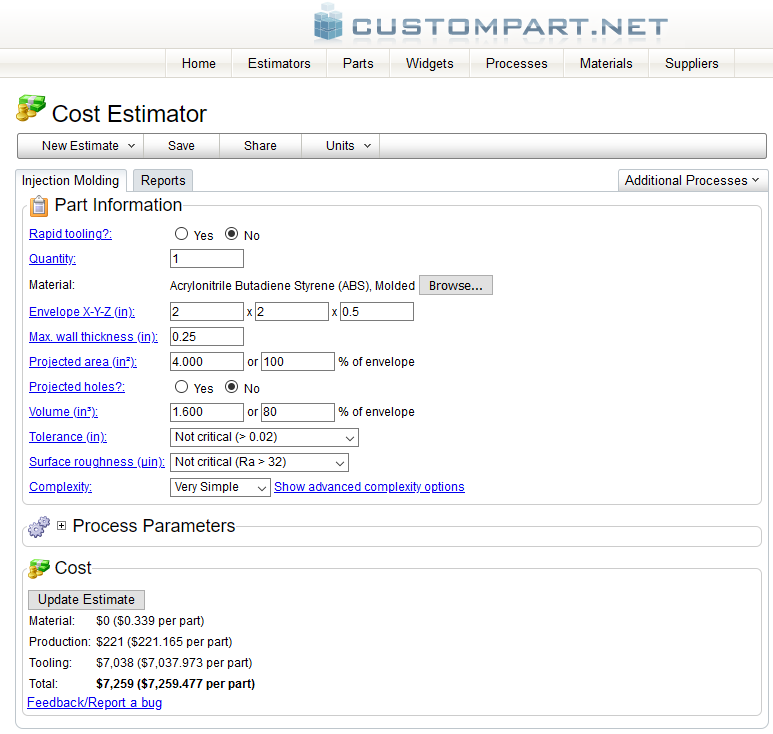 CUSTOMPART.NET
Home Estimators Parts Widgets Processes Materials Suppliers
Cost Estimator
New Estimate Save Share Units
Injection Molding Reports Additional Processes
Part Information
Rapid tooling?: Yes No
Quantity: 1
Material: Acrylonitrile Butadiene Styrene (ABS), Molded Browse...
Envelope X-Y-Z (in): 2 x 2 x 0.5
Max. wall thickness (in): 0.25
Projected area (in²): 4.000 or 100 % of envelope
Projected holes?: Yes No
Volume (in³): 1.600 or 80 % of envelope
Tolerance (in): Not critical (> 0.02)
Surface roughness (µin): Not critical (Ra > 32)
Complexity: Very Simple Show advanced complexity options
Process Parameters
Cost
Update Estimate
Material: $0 ($0.339 per part)
Production: $221 ($221.165 per part)
Tooling: $7,038 ($7,037.973 per part)
Total: $7,259 ($7,259.477 per part)
Feedback/Report a bug